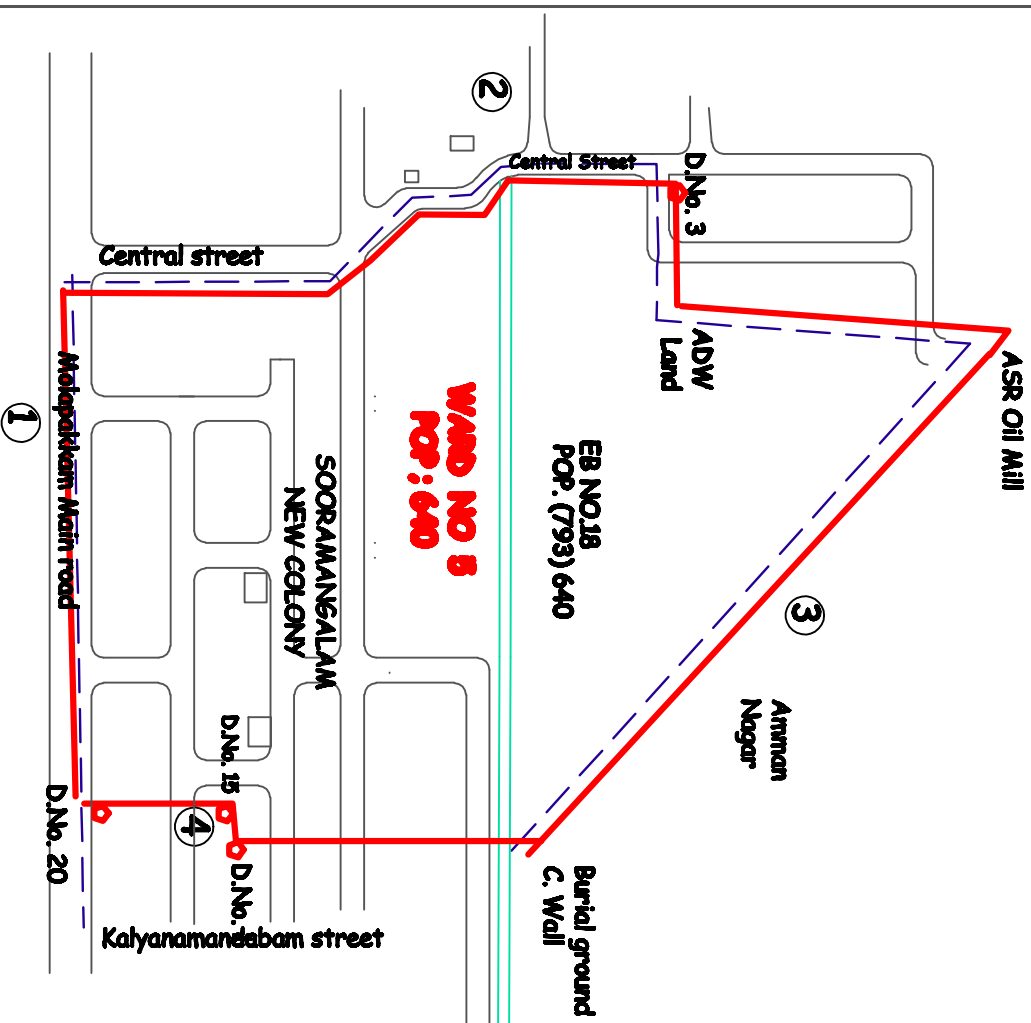 2
Central Street
D.No. 3
Central street
ADW
Land
ASR Oil Mill
Molapakkam Main road
1
WARD NO 5
POP ; 640
EB NO.18
POP. (793) 640
SOORAMANGALAM
NEW COLONY
3
Amman
Nagar
D.No. 15
4
D.No. 20
D.No.
Burial ground
C. Wall
Kalyanamandabam street